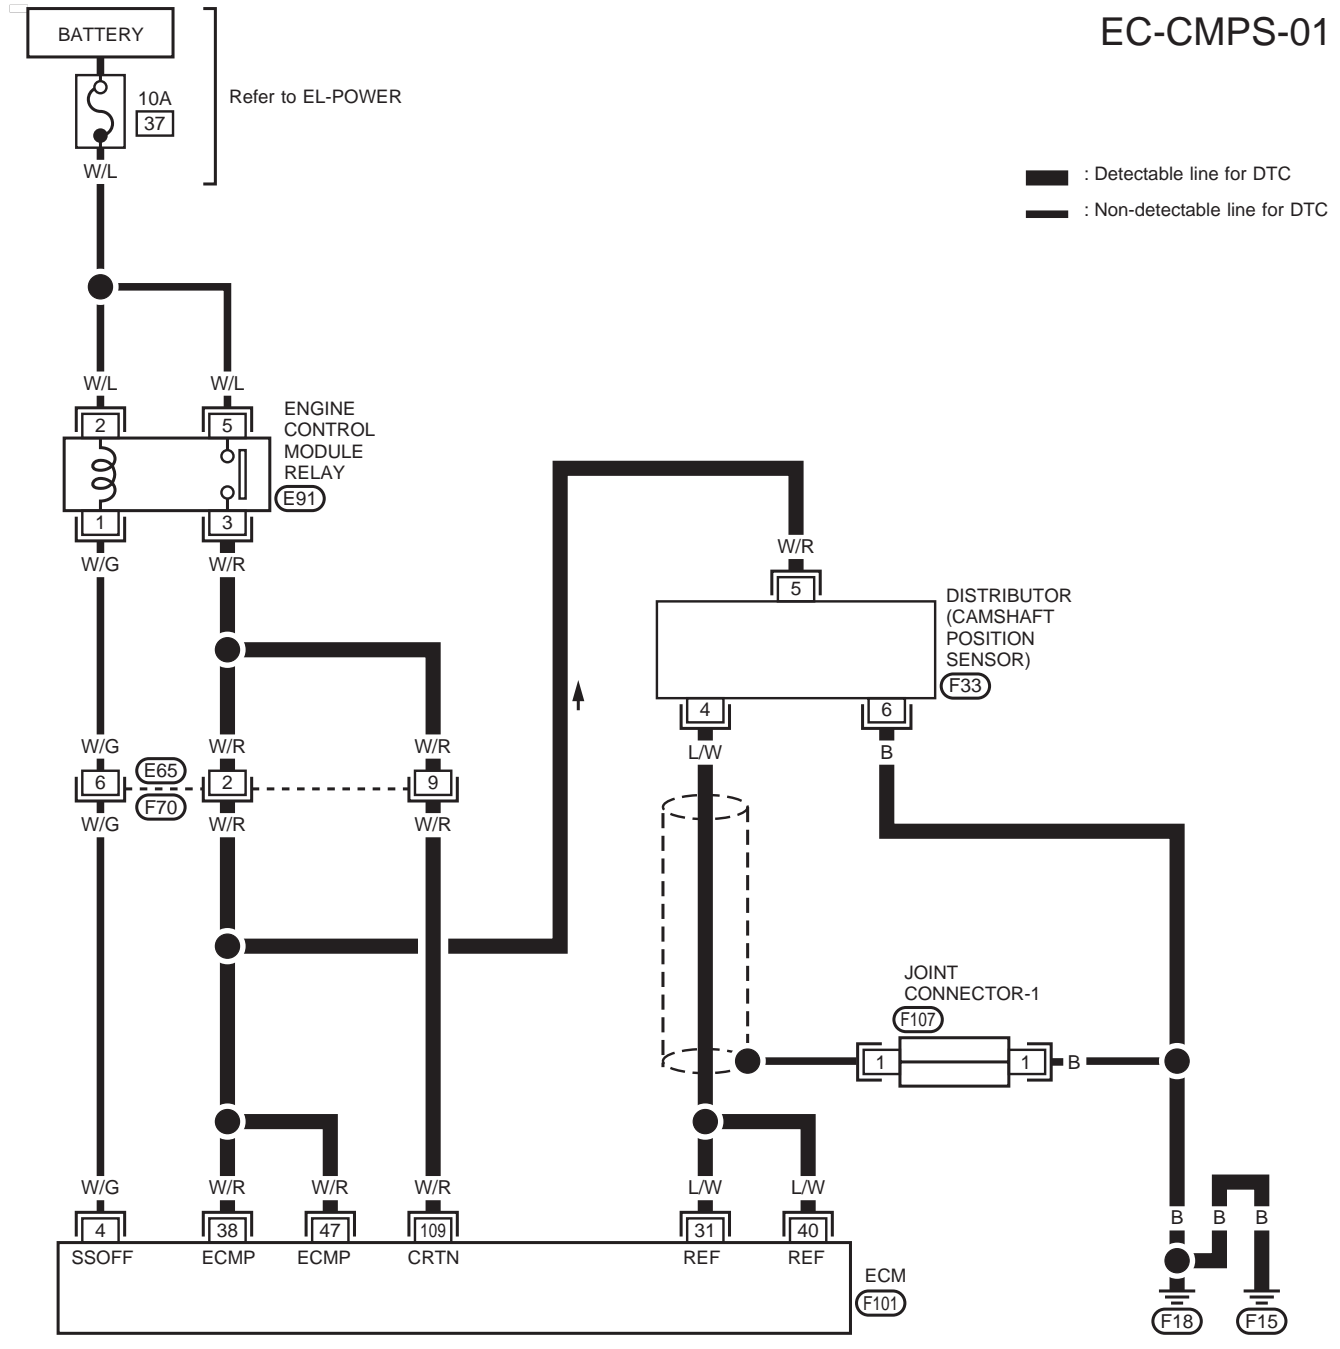 EC-CMPS-01
BATTERY
10A
37
Refer to EL-POWER
W/L
: Detectable line for DTC
: Non-detectable line for DTC
W/L W/L
2 5
ENGINE
CONTROL
MODULE
RELAY
E91
1 3
W/G W/R
W/R
5
DISTRIBUTOR
(CAMSHAFT
POSITION
SENSOR)
F33
4 6
L/W B
W/G W/R W/R
6 E65 2 9
F70
W/G W/R W/R
JOINT
CONNECTOR-1
F107
1 1 B
W/G W/R W/R W/R L/W L/W
4 38 47 109 31 40
SSOFF ECMP ECMP CRTN REF REF
ECM
F101
B B B
F18 F15